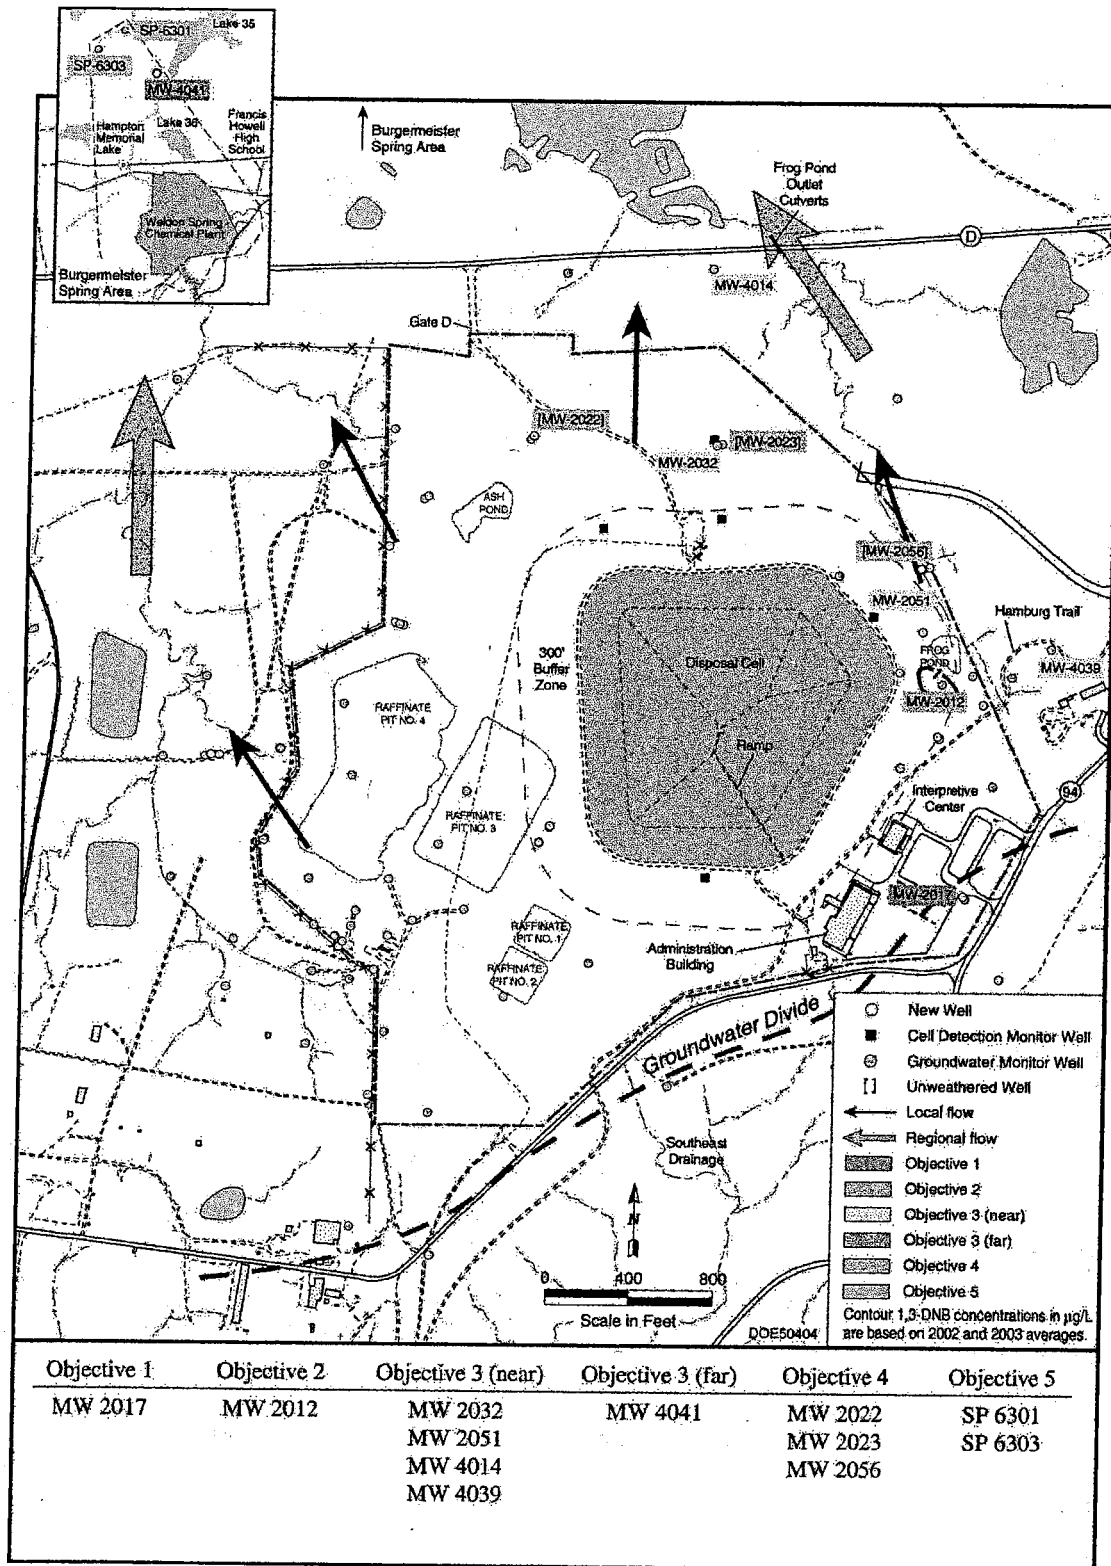 SP-6301
Lake 35
SP-6303
MW-4041
Hampton
Memorial
Lake
Lake 36
Francis
Howell
High
School
Weldon Spring
Chemical Plant
Burgermeister
Spring Area
Burgermeister
Spring Area
Frog Pond
Outlet
Culverts
D
MW-4014
Gate D
[MW-2022]
[MW-2023]
MW-2032
ASH
POND
[MW-2056]
MW-2051
Hamburg Trail
FROG
POND
MW-4039
MW-2012
300'
Buffer
Zone
Disposal Cell
Ramp
RAFFINATE
PIT NO. 4
RAFFINATE
PIT NO. 3
Interpretive
Center
94
MW-2017
RAFFINATE
PIT NO. 1
RAFFINATE
PIT NO. 2
Administration
Building
Groundwater Divide
Southeast
Drainage
N
0 400 800
Scale in Feet
DOE50404
New Well
Cell Detection Monitor Well
Groundwater Monitor Well
[ ] Unweathered Well
Local flow
Regional flow
Objective 1
Objective 2
Objective 3 (near)
Objective 3 (far)
Objective 4
Objective 5
Contour 1,3-DNB concentrations in µg/L
are based on 2002 and 2003 averages.
Objective 1 Objective 2 Objective 3 (near) Objective 3 (far) Objective 4 Objective 5
MW 2017 MW 2012 MW 2032 MW 4041 MW 2022 SP 6301
MW 2051 MW 2023 SP 6303
MW 4014 MW 2056
MW 4039